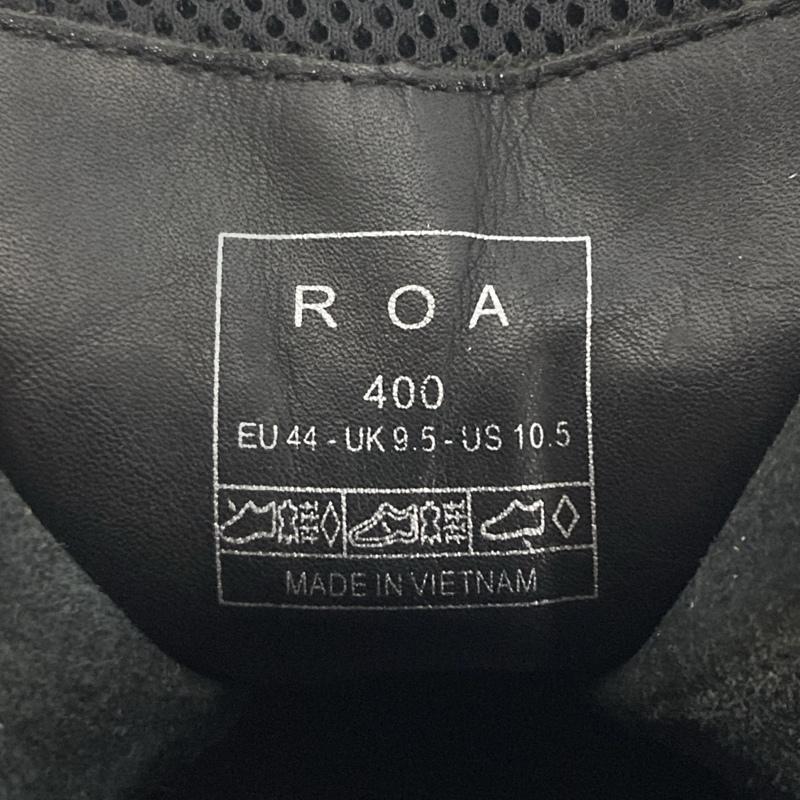 R O A
400
EU 44 - UK 9.5 - US 10.5
MADE IN VIETNAM